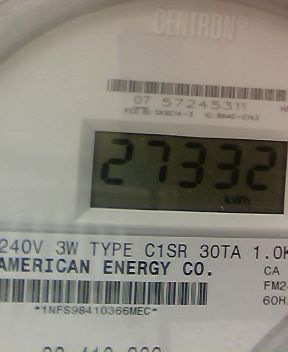 CENTRON®
07 57245311
27332
kWh
240V 3W TYPE C1SR 30TA 1.0K
AMERICAN ENERGY CO.
CA
FM2
60H
*1NFS98410366MEC*